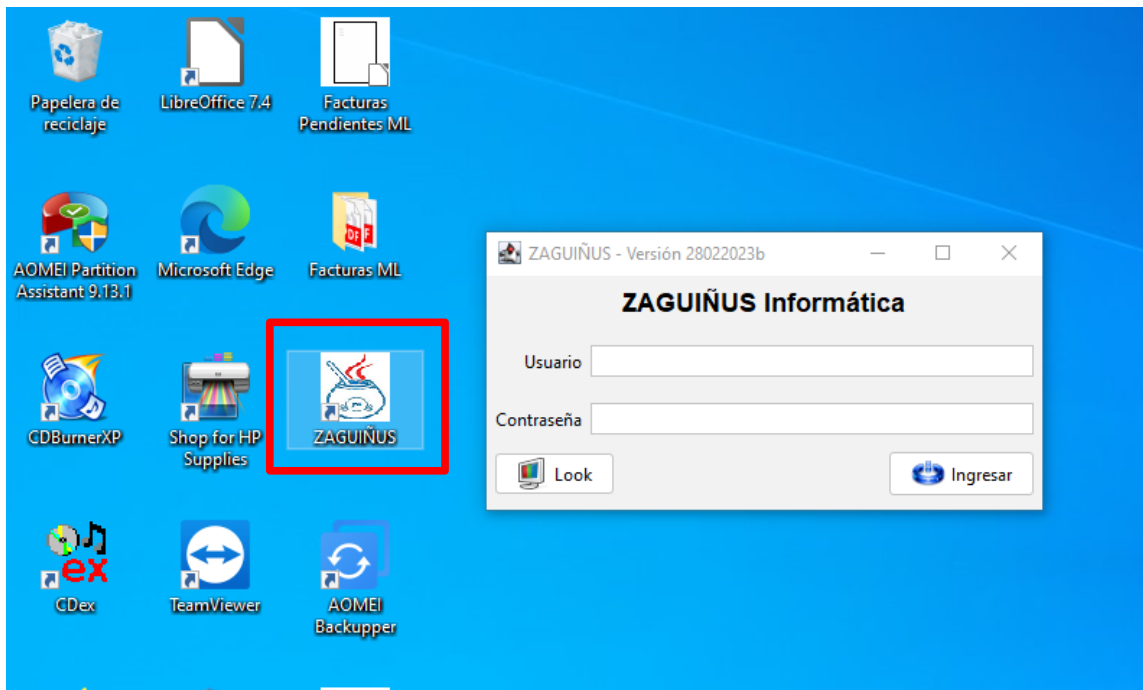 Papelera de
reciclaje
LibreOffice 7.4
Facturas
Pendientes ML
AOMEI Partition
Assistant 9.13.1
Microsoft Edge
PDF
Facturas ML
CDBurnerXP
Shop for HP
Supplies
ZAGUIÑUS
ex
CDex
TeamViewer
AOMEI
Backupper
ZAGUIÑUS - Versión 28022023b
ZAGUIÑUS Informática
Usuario
Contraseña
Look
Ingresar